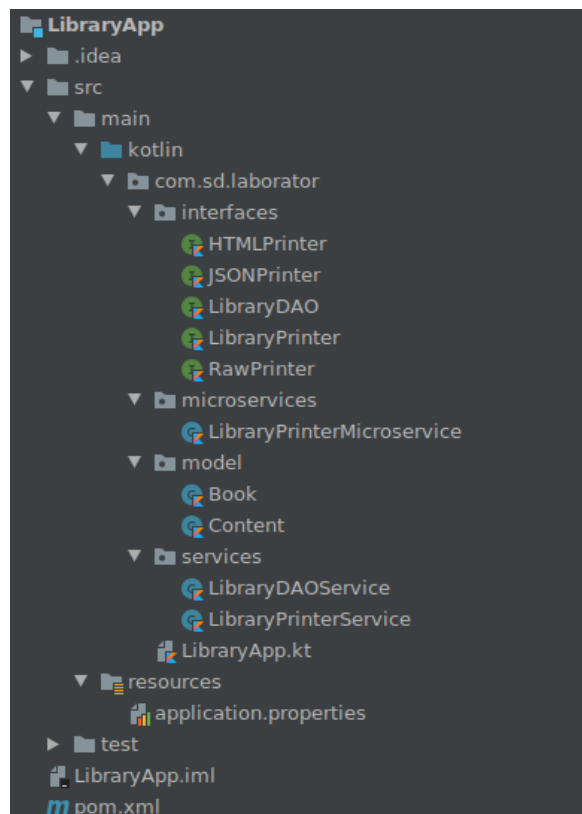 LibraryApp
.idea
src
main
kotlin
com.sd.laborator
interfaces
HTMLPrinter
JSONPrinter
LibraryDAO
LibraryPrinter
RawPrinter
microservices
LibraryPrinterMicroservice
model
Book
Content
services
LibraryDAOService
LibraryPrinterService
LibraryApp.kt
resources
application.properties
test
LibraryApp.iml
pom.xml